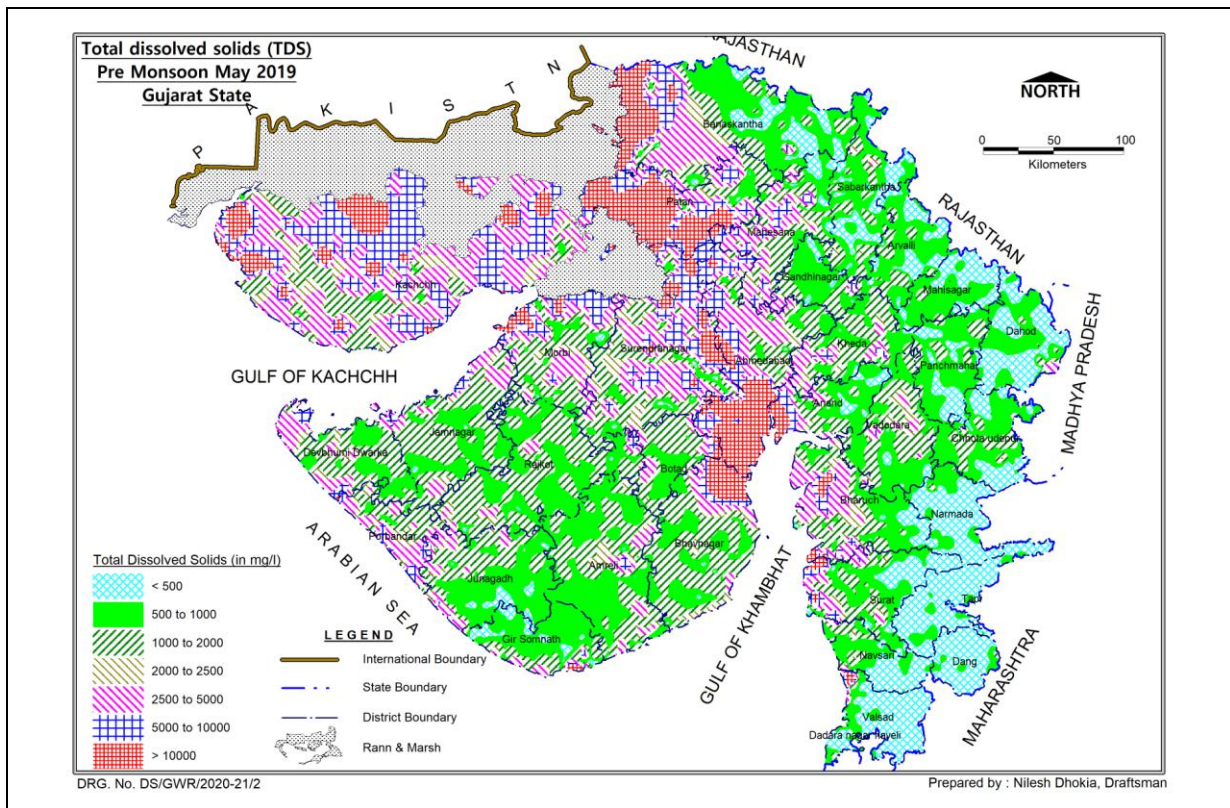 Total dissolved solids (TDS)
Pre Monsoon May 2019
Gujarat State
RAJASTHAN
PAKISTN
NORTH
0 50 100
Kilometers
Banaskantha
Sabarkantha
Patan
Mahesana
RAJASTHAN
Arvalli
Gandhinagar
Mahisagar
Kachchh
Dahod
Morbi
Surendranagar
Ahmedabad
Kheda
Panchmahal
MADHYA PRADESH
GULF OF KACHCHH
Anand
Jamnagar
Vadodara
Chhota udepur
Devbhumi Dwarka
Rajkot
Botad
Bharuch
Narmada
Porbandar
Bhavnagar
ARABIAN SEA
Amreli
Junagadh
Surat
Tapi
GULF OF KHAMBHAT
Gir Somnath
Navsari
Dang
MAHARASHTRA
Valsad
Dadara nagar haveli
Total Dissolved Solids (in mg/l)
< 500
500 to 1000
1000 to 2000
2000 to 2500
2500 to 5000
5000 to 10000
> 10000
LEGEND
International Boundary
State Boundary
District Boundary
Rann & Marsh
DRG. No. DS/GWR/2020-21/2
Prepared by : Nilesh Dhokia, Draftsman